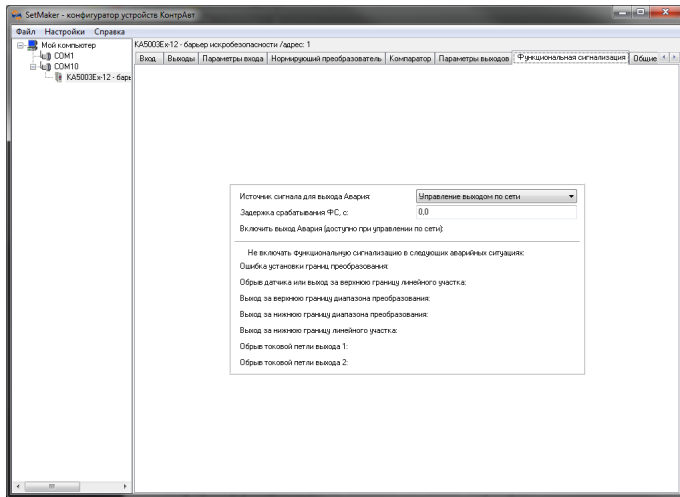 SetMaker - конфигуратор устройств КонтрАвт
Файл Настройки Справка
Мой компьютер
COM1
COM10
KA5003Ex-12 - барь
KA5003Ex-12 - барьер искробезопасности /адрес: 1
Вход Выходы Параметры входа Нормирующий преобразователь Компаратор Параметры выходов Функциональная сигнализация Общие
Источник сигнала для выхода Авария: Управление выходом по сети
Задержка срабатывания ФС, с: 0,0
Включить выход Авария (доступно при управлении по сети):
Не включать функциональную сигнализацию в следующих аварийных ситуациях:
Ошибка установки границ преобразования:
Обрыв датчика или выход за верхнюю границу линейного участка:
Выход за верхнюю границу диапазона преобразования:
Выход за нижнюю границу диапазона преобразования:
Выход за нижнюю границу линейного участка:
Обрыв токовой петли выхода 1:
Обрыв токовой петли выхода 2: